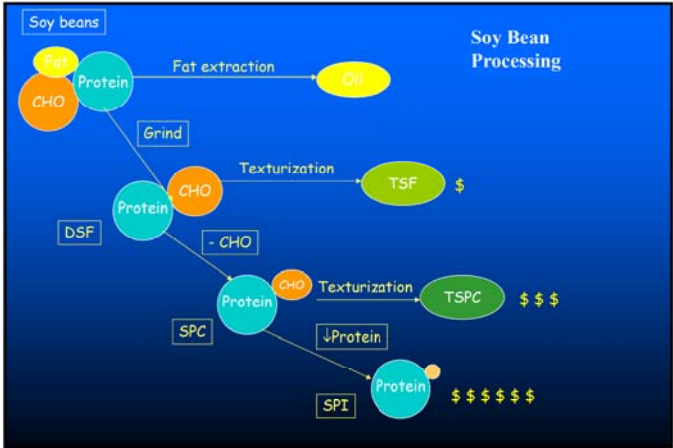 Soy beans
Soy Bean
Processing
Fat
Protein
CHO
Fat extraction
Oil
Grind
Protein
CHO
Texturization
TSF
$
DSF
- CHO
Protein
CHO
Texturization
TSPC
$ $ $
SPC
↓Protein
Protein
SPI
$ $ $ $ $ $